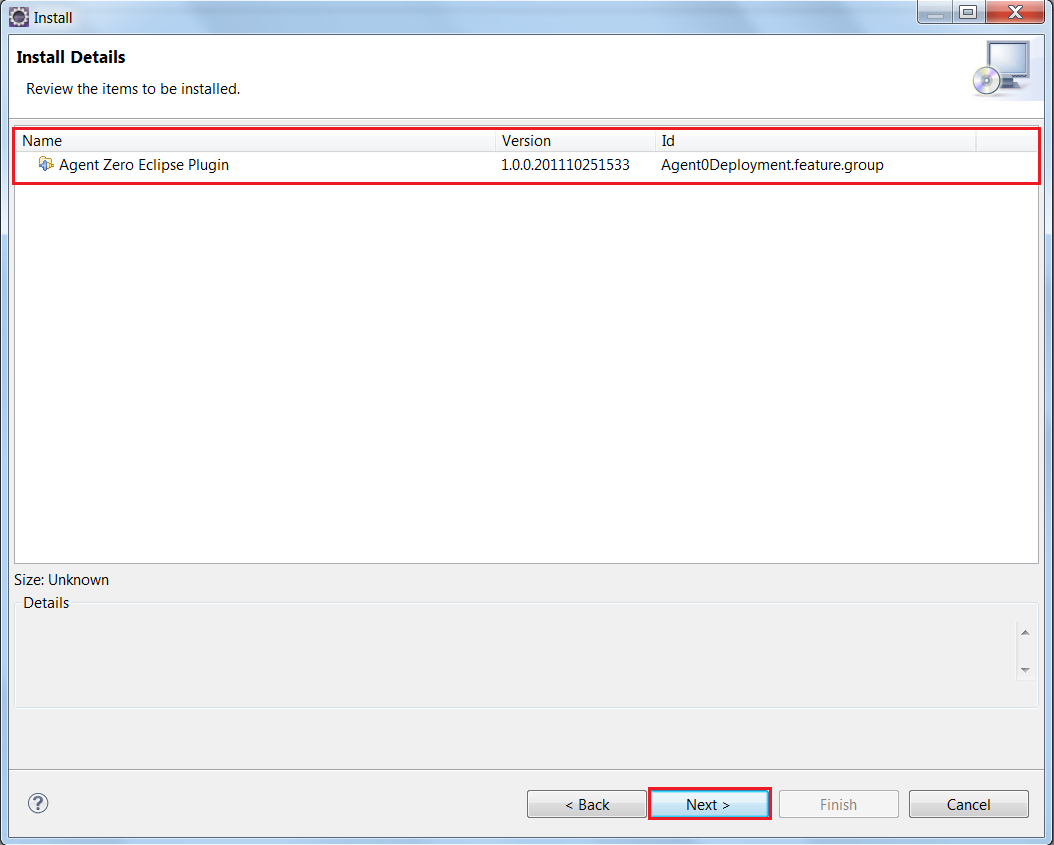 Install
Install Details
Review the items to be installed.
Name Version Id
Agent Zero Eclipse Plugin 1.0.0.201110251533 Agent0Deployment.feature.group
Size: Unknown
Details
? < Back Next > Finish Cancel